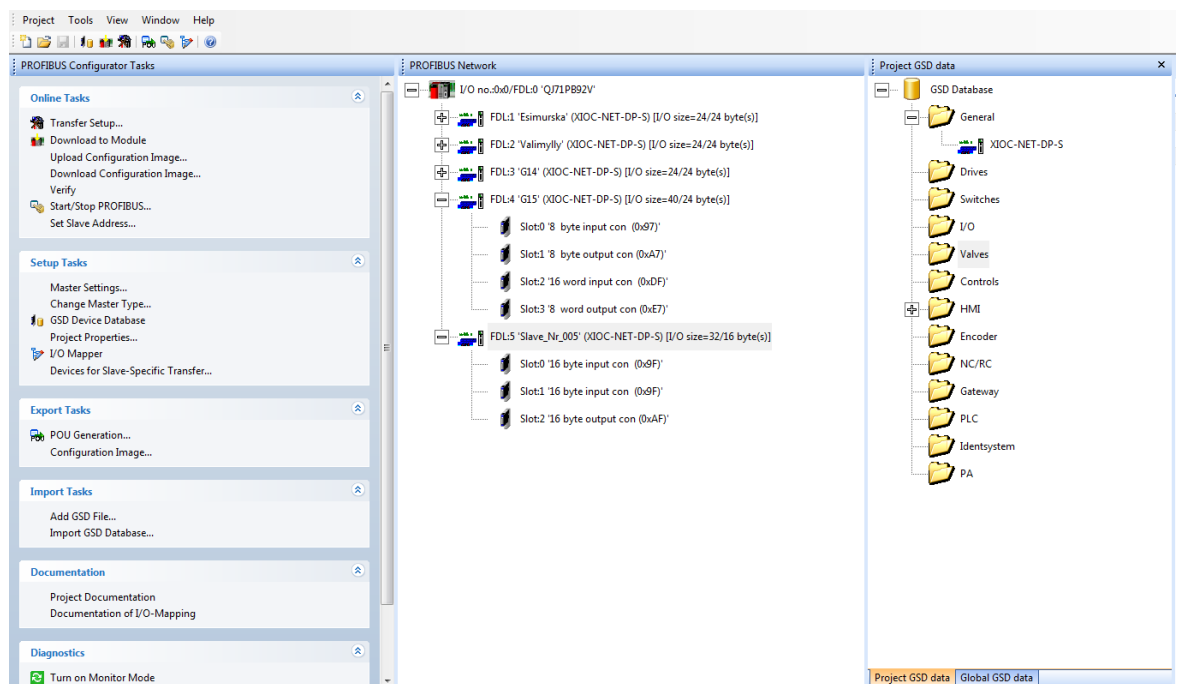 Project Tools View Window Help
PROFIBUS Configurator Tasks
Online Tasks
Transfer Setup...
Download to Module
Upload Configuration Image...
Download Configuration Image...
Verify
Start/Stop PROFIBUS...
Set Slave Address...
Setup Tasks
Master Settings...
Change Master Type...
GSD Device Database
Project Properties...
I/O Mapper
Devices for Slave-Specific Transfer...
Export Tasks
POU Generation...
Configuration Image...
Import Tasks
Add GSD File...
Import GSD Database...
Documentation
Project Documentation
Documentation of I/O-Mapping
Diagnostics
Turn on Monitor Mode
PROFIBUS Network
I/O no.:0x0/FDL:0 'QJ71PB92V'
FDL:1 'Esimurska' (XIOC-NET-DP-S) [I/O size=24/24 byte(s)]
FDL:2 'Valimylly' (XIOC-NET-DP-S) [I/O size=24/24 byte(s)]
FDL:3 'G14' (XIOC-NET-DP-S) [I/O size=24/24 byte(s)]
FDL:4 'G15' (XIOC-NET-DP-S) [I/O size=40/24 byte(s)]
Slot:0 '8 byte input con (0x97)'
Slot:1 '8 byte output con (0xA7)'
Slot:2 '16 word input con (0xDF)'
Slot:3 '8 word output con (0xE7)'
FDL:5 'Slave_Nr_005' (XIOC-NET-DP-S) [I/O size=32/16 byte(s)]
Slot:0 '16 byte input con (0x9F)'
Slot:1 '16 byte input con (0x9F)'
Slot:2 '16 byte output con (0xAF)'
Project GSD data
GSD Database
General
XIOC-NET-DP-S
Drives
Switches
I/O
Valves
Controls
HMI
Encoder
NC/RC
Gateway
PLC
Identsystem
PA
Project GSD data Global GSD data